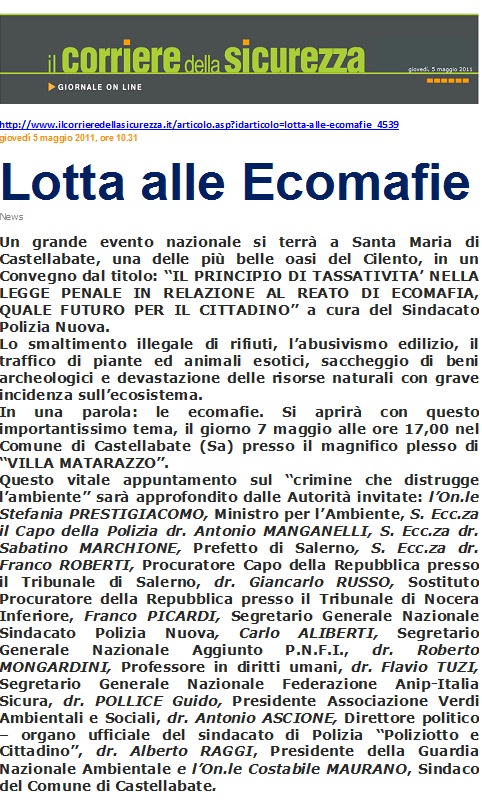 il corriere della sicurezza
giovedì, 5 maggio 2011
GIORNALE ON LINE
http://www.ilcorrieredellasicurezza.it/articolo.asp?idarticolo=lotta-alle-ecomafie_4539
giovedì 5 maggio 2011, ore 10.31
Lotta alle Ecomafie
News
Un grande evento nazionale si terrà a Santa Maria di
Castellabate, una delle più belle oasi del Cilento, in un
Convegno dal titolo: “IL PRINCIPIO DI TASSATIVITA’ NELLA
LEGGE PENALE IN RELAZIONE AL REATO DI ECOMAFIA,
QUALE FUTURO PER IL CITTADINO” a cura del Sindacato
Polizia Nuova.
Lo smaltimento illegale di rifiuti, l’abusivismo edilizio, il
traffico di piante ed animali esotici, saccheggio di beni
archeologici e devastazione delle risorse naturali con grave
incidenza sull’ecosistema.
In una parola: le ecomafie. Si aprirà con questo
importantissimo tema, il giorno 7 maggio alle ore 17,00 nel
Comune di Castellabate (Sa) presso il magnifico plesso di
“VILLA MATARAZZO”.
Questo vitale appuntamento sul “crimine che distrugge
l’ambiente” sarà approfondito dalle Autorità invitate: l’On.le
Stefania PRESTIGIACOMO, Ministro per l’Ambiente, S. Ecc.za
il Capo della Polizia dr. Antonio MANGANELLI, S. Ecc.za dr.
Sabatino MARCHIONE, Prefetto di Salerno, S. Ecc.za dr.
Franco ROBERTI, Procuratore Capo della Repubblica presso
il Tribunale di Salerno, dr. Giancarlo RUSSO, Sostituto
Procuratore della Repubblica presso il Tribunale di Nocera
Inferiore, Franco PICARDI, Segretario Generale Nazionale
Sindacato Polizia Nuova, Carlo ALIBERTI, Segretario
Generale Nazionale Aggiunto P.N.F.I., dr. Roberto
MONGARDINI, Professore in diritti umani, dr. Flavio TUZI,
Segretario Generale Nazionale Federazione Anip-Italia
Sicura, dr. POLLICE Guido, Presidente Associazione Verdi
Ambientali e Sociali, dr. Antonio ASCIONE, Direttore politico
– organo ufficiale del sindacato di Polizia “Poliziotto e
Cittadino”, dr. Alberto RAGGI, Presidente della Guardia
Nazionale Ambientale e l’On.le Costabile MAURANO, Sindaco
del Comune di Castellabate.